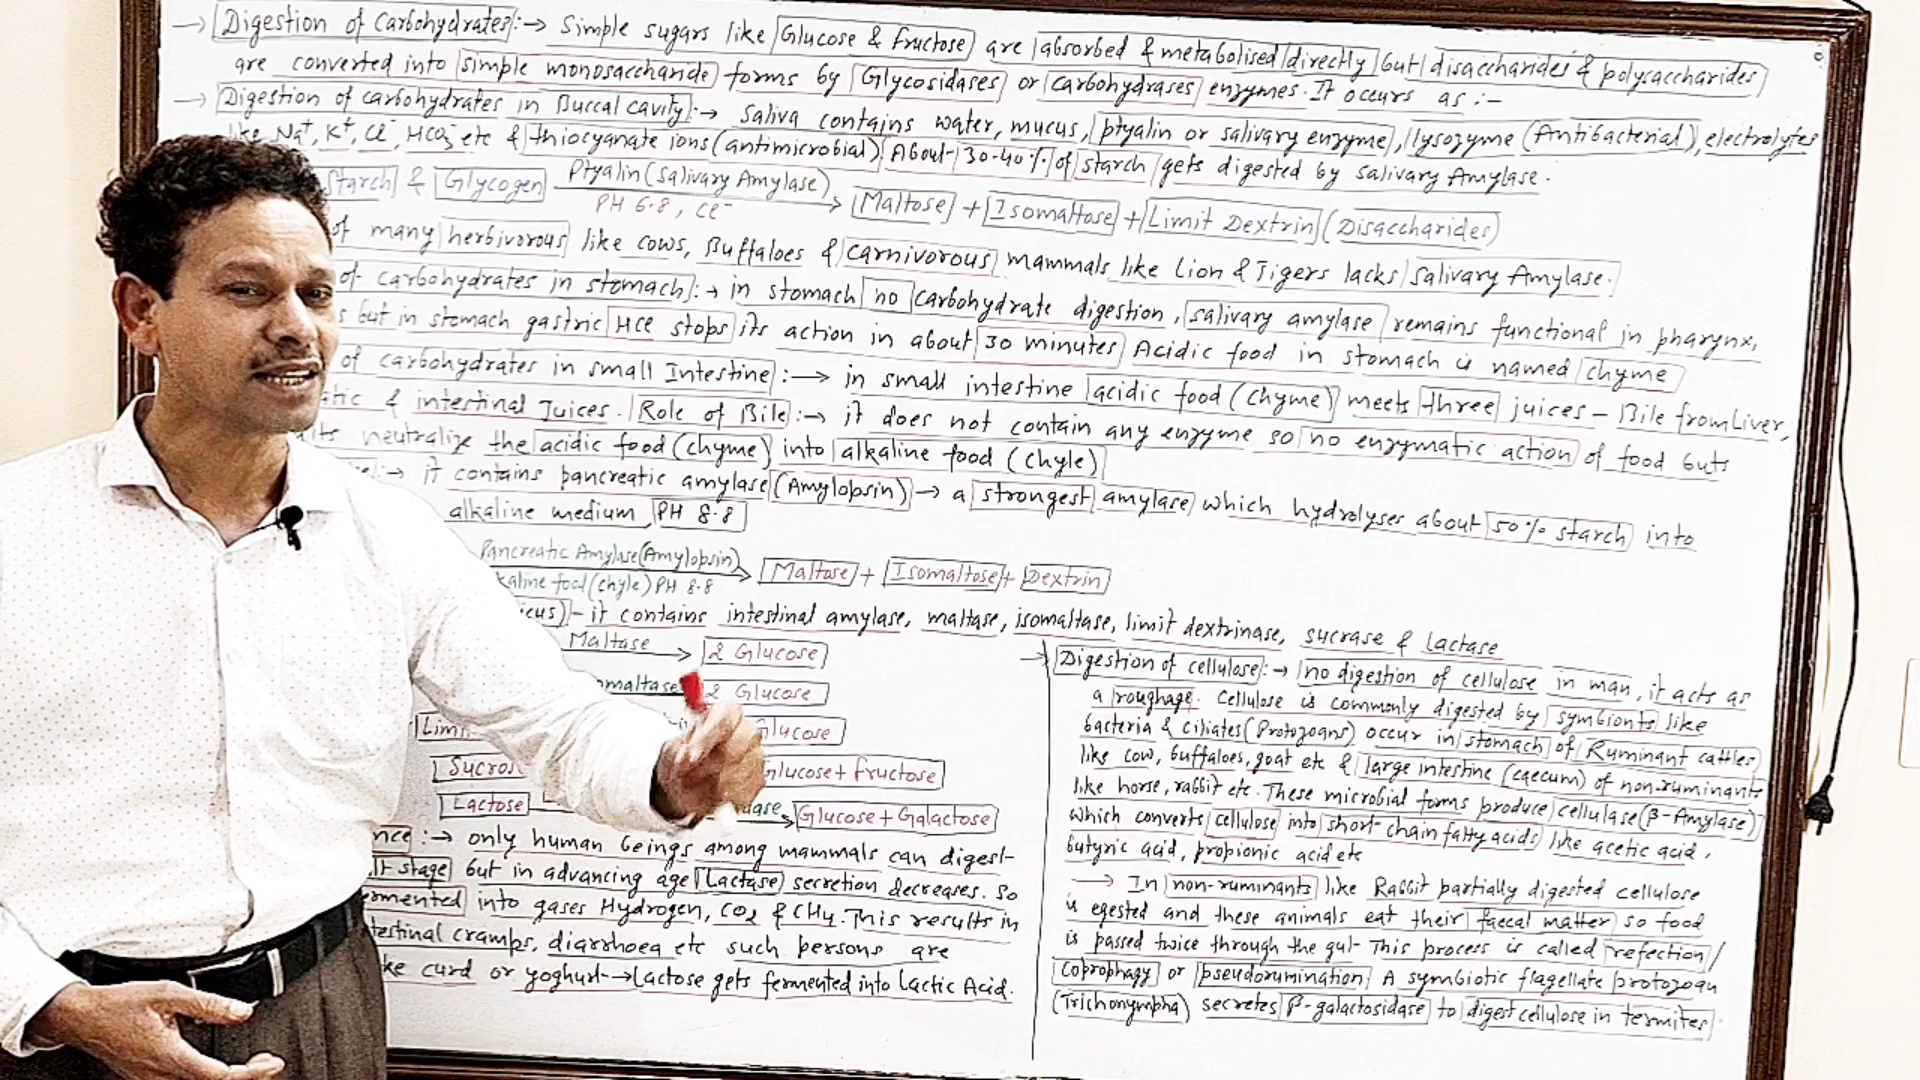 → Digestion of Carbohydrates:→ Simple sugars like Glucose & fructose are absorbed & metabolised directly but disaccharides & polysaccharides
are converted into simple monosaccharide forms by Glycosidases or carbohydrases enzymes. It occurs as :-
→ Digestion of carbohydrates in Buccal cavity:→ Saliva contains water, mucus, ptyalin or salivary enzyme, lysozyme (Antibacterial), electrolytes
like Na+, K+, Cl-, HCO3- etc & thiocyanate ions (antimicrobial) About 30-40% of starch gets digested by salivary Amylase.
Starch & Glycogen Ptyalin (Salivary Amylase) PH 6.8, Cl- → Maltose + Isomaltose + Limit Dextrin (Disaccharides)
of many herbivorous like cows, Buffaloes & carnivorous mammals like Lion & Tigers lacks salivary Amylase.
of carbohydrates in stomach:→ in stomach no carbohydrate digestion, salivary amylase remains functional in pharynx,
s but in stomach gastric HCl stops its action in about 30 minutes Acidic food in stomach is named chyme
of carbohydrates in small Intestine:→ in small intestine acidic food (chyme) meets three juices - Bile from Liver,
atic & intestinal Juices. Role of Bile:→ it does not contain any enzyme so no enzymatic action of food buts
neutralize the acidic food (chyme) into alkaline food (chyle)
:→ it contains pancreatic amylase (Amylopsin) → a strongest amylase which hydrolyses about 50% starch into
alkaline medium PH 8.8
Pancreatic Amylase (Amylopsin) kaline food (chyle) PH 8.8 → Maltose + Isomaltose + Dextrin
icus) - it contains intestinal amylase, maltase, isomaltase, limit dextrinase, sucrase & lactase
Maltase → 2 Glucose
omaltase 2 Glucose
Lim Glucose
Sucros Glucose + fructose
Lactose dase → Glucose + Galactose
nce:→ only human beings among mammals can digest-
lt stage but in advancing age Lactase secretion decreases. So
ermented into gases Hydrogen, CO2 & CH4. This results in
testinal cramps, diarrhoea etc such persons are
ke curd or yoghurt → Lactose gets fermented into Lactic Acid.
→ Digestion of cellulose:→ no digestion of cellulose in man, it acts as
a roughage. Cellulose is commonly digested by symbionts like
bacteria & ciliates (Protozoans) occur in stomach of Ruminant cattles
like cow, buffaloes, goat etc & large intestine (caecum) of non-ruminants
like horse, rabbit etc. These microbial forms produce cellulase (β-Amylase)
which converts cellulose into short-chain fatty acids like acetic acid,
butyric acid, propionic acid etc
→ In non-ruminants like Rabbit partially digested cellulose
is egested and these animals eat their faecal matter so food
is passed twice through the gut- This process is called refection/
Coprophagy or pseudorumination A symbiotic flagellate protozoan
(Trichonympha) secretes β-galactosidase to digest cellulose in termites.